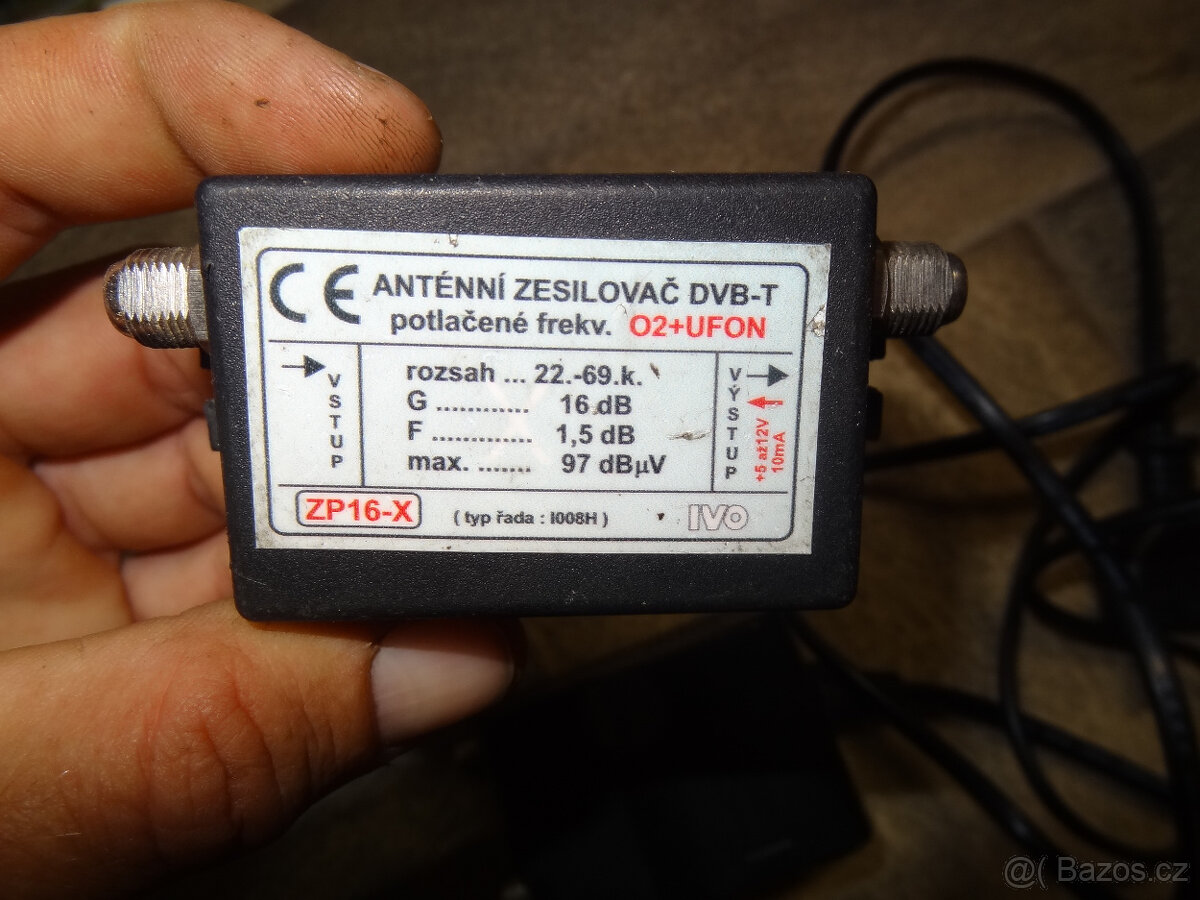 CE ANTÉNNÍ ZESILOVAČ DVB-T
potlačené frekv. O2+UFON
VSTUP
rozsah ... 22.-69.k.
G ............. 16 dB
F .............. 1,5 dB
max. ....... 97 dBµV
VÝSTUP
+5 až12V
10mA
ZP16-X ( typ řada : I008H ) IVO
@( Bazos.cz